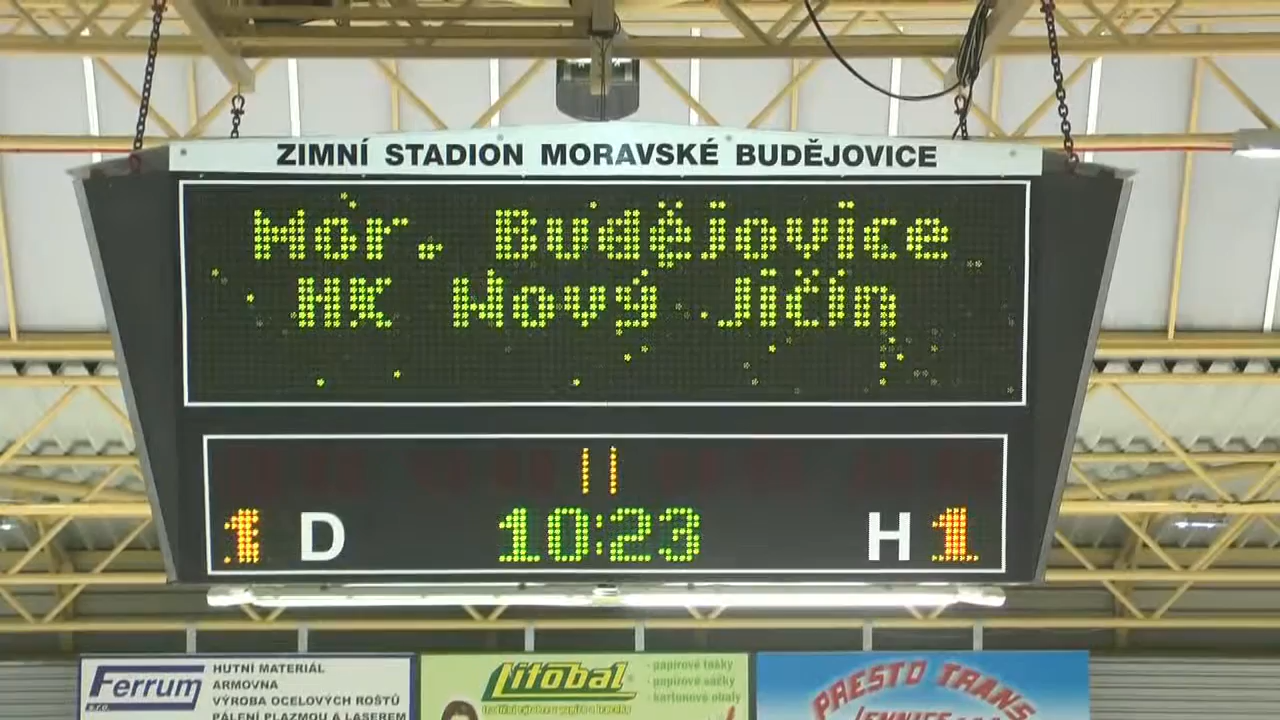 ZIMNÍ STADION MORAVSKÉ BUDĚJOVICE
Mor. Budějovice
HK Nový Jičín
II
1 D 10:23 H 1
Ferrum
s.r.o.
HUTNÍ MATERIÁL
ARMOVNA
VÝROBA OCELOVÝCH ROŠTŮ
PÁLENÍ PLAZMOU A LASEREM
Litobal
- papírové tašky
- papírové sáčky
- kartonové obaly
PRESTO TRANS